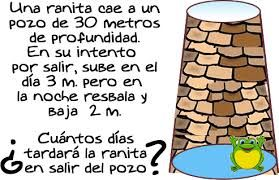 Una ranita cae a un
pozo de 30 metros
de profundidad.
En su intento
por salir, sube en el
día 3 m. pero en
la noche resbala y
baja 2 m.
¿Cuántos días
tardará la ranita
en salir del pozo?